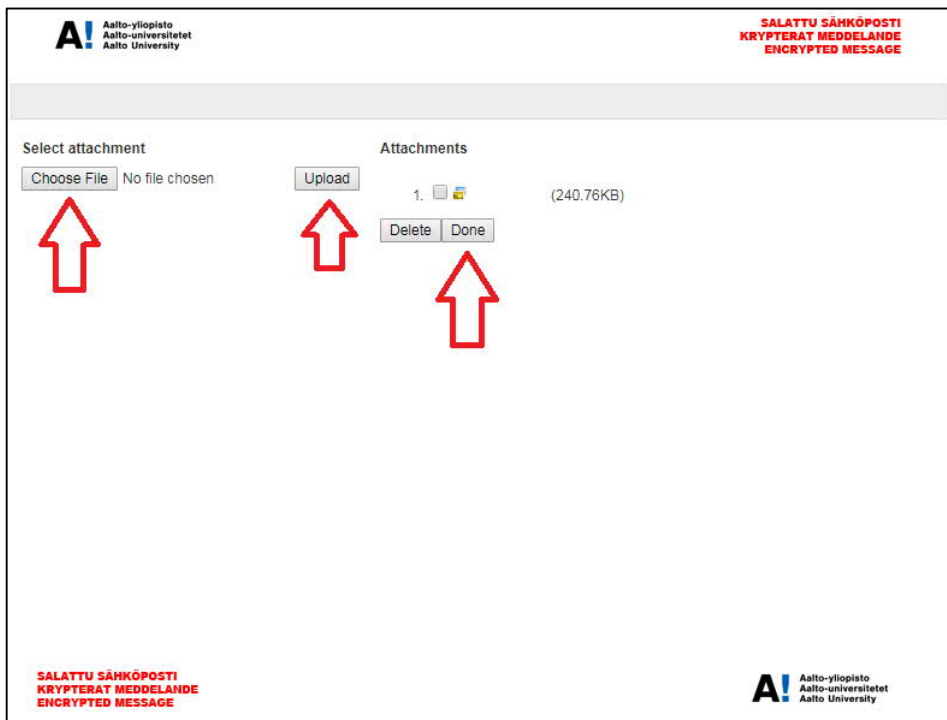 A! Aalto-yliopisto
Aalto-universitetet
Aalto University
SALATTU SÄHKÖPOSTI
KRYPTERAT MEDDELANDE
ENCRYPTED MESSAGE
Select attachment
Choose File No file chosen Upload
Attachments
1. (240.76KB)
Delete Done
SALATTU SÄHKÖPOSTI
KRYPTERAT MEDDELANDE
ENCRYPTED MESSAGE
A! Aalto-yliopisto
Aalto-universitetet
Aalto University